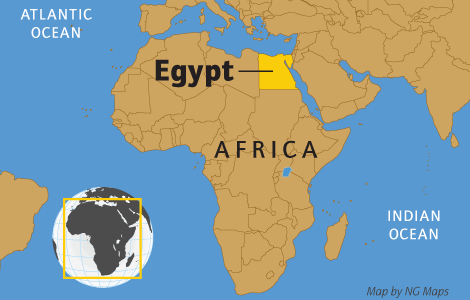 ATLANTIC
OCEAN
Egypt
AFRICA
INDIAN
OCEAN
Map by NG Maps